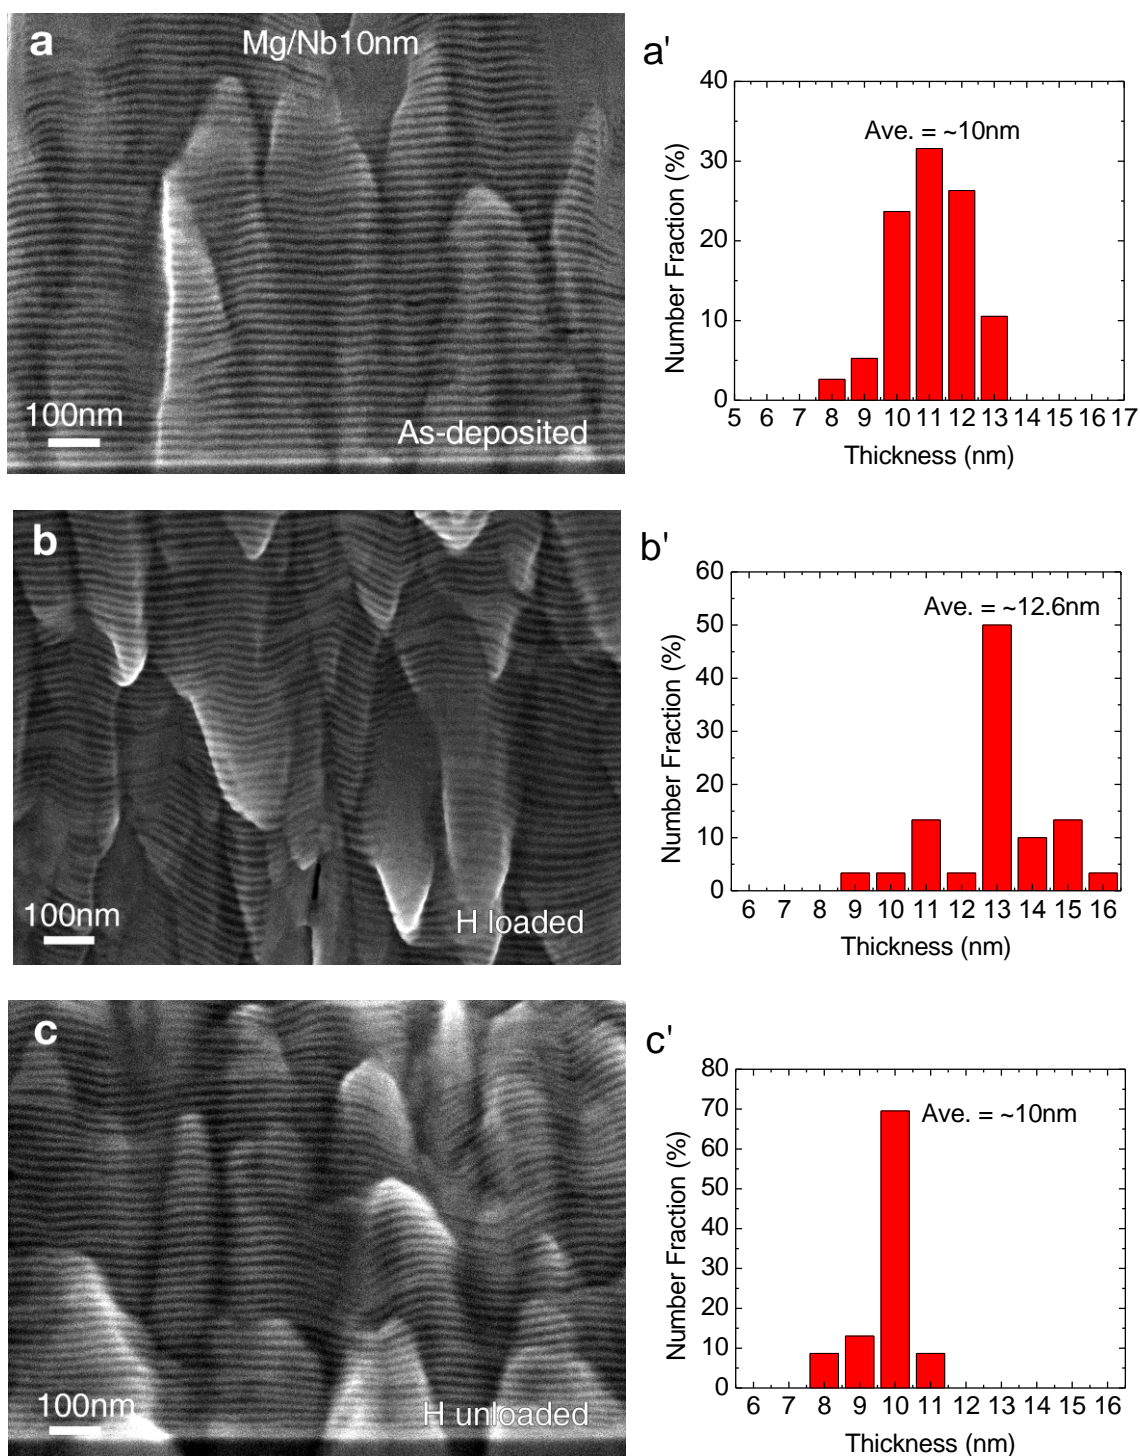 a
Mg/Nb10nm
100nm
As-deposited
a'
Number Fraction (%)
40
30
20
10
0
Ave. = ~10nm
5 6 7 8 9 10 11 12 13 14 15 16 17
Thickness (nm)
b
100nm
H loaded
b'
Number Fraction (%)
60
50
40
30
20
10
0
Ave. = ~12.6nm
6 7 8 9 10 11 12 13 14 15 16
Thickness (nm)
c
100nm
H unloaded
c'
Number Fraction (%)
80
70
60
50
40
30
20
10
0
Ave. = ~10nm
6 7 8 9 10 11 12 13 14 15 16
Thickness (nm)